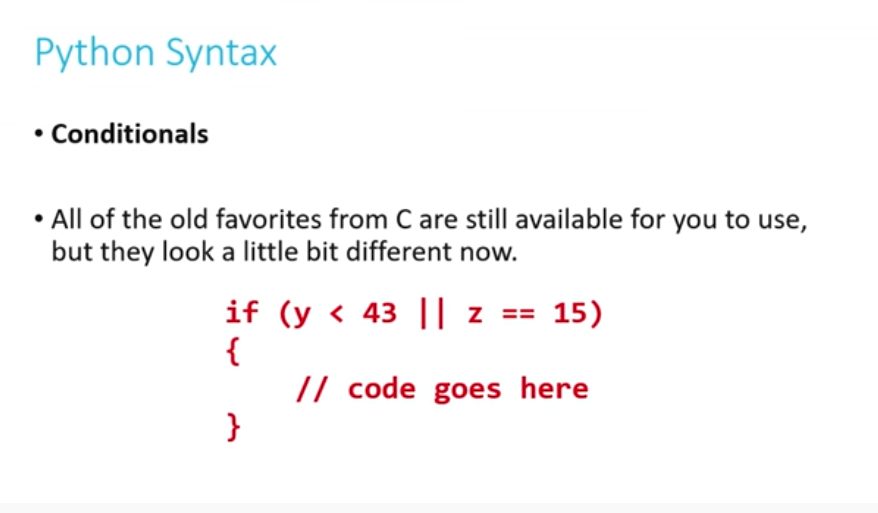 Python Syntax
• Conditionals
• All of the old favorites from C are still available for you to use,
but they look a little bit different now.
if (y < 43 || z == 15)
{
// code goes here
}